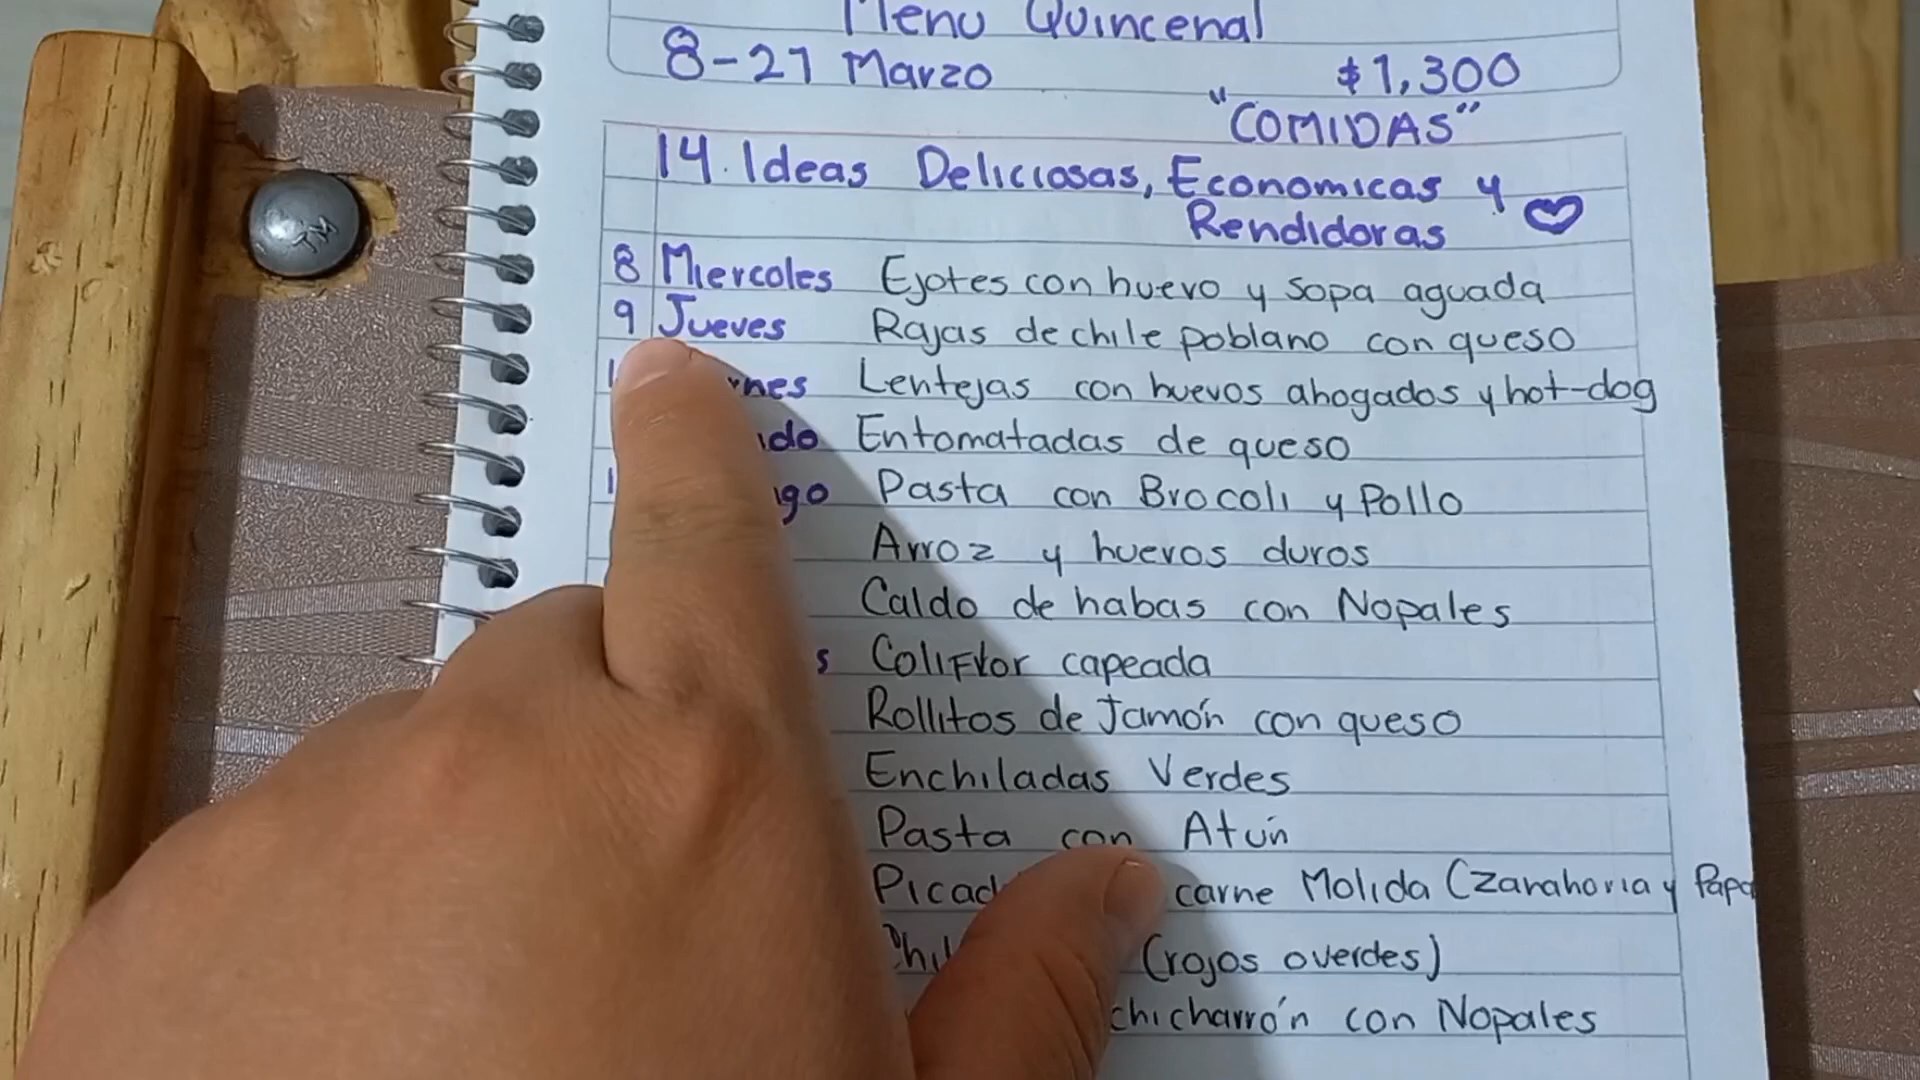 Menu Quincenal
8-21 Marzo $1,300
"COMIDAS"
14. Ideas Deliciosas, Economicas y
Rendidoras
8 Miercoles Ejotes con huevo y sopa aguada
9 Jueves Rajas de chile poblano con queso
Lentejas con huevos ahogados y hot-dog
Entomatadas de queso
Pasta con Brocoli y Pollo
Arroz y huevos duros
Caldo de habas con Nopales
Coliflor capeada
Rollitos de Jamón con queso
Enchiladas Verdes
Pasta con Atún
carne Molida (zanahoria y Papa
(rojos o verdes)
chicharrón con Nopales